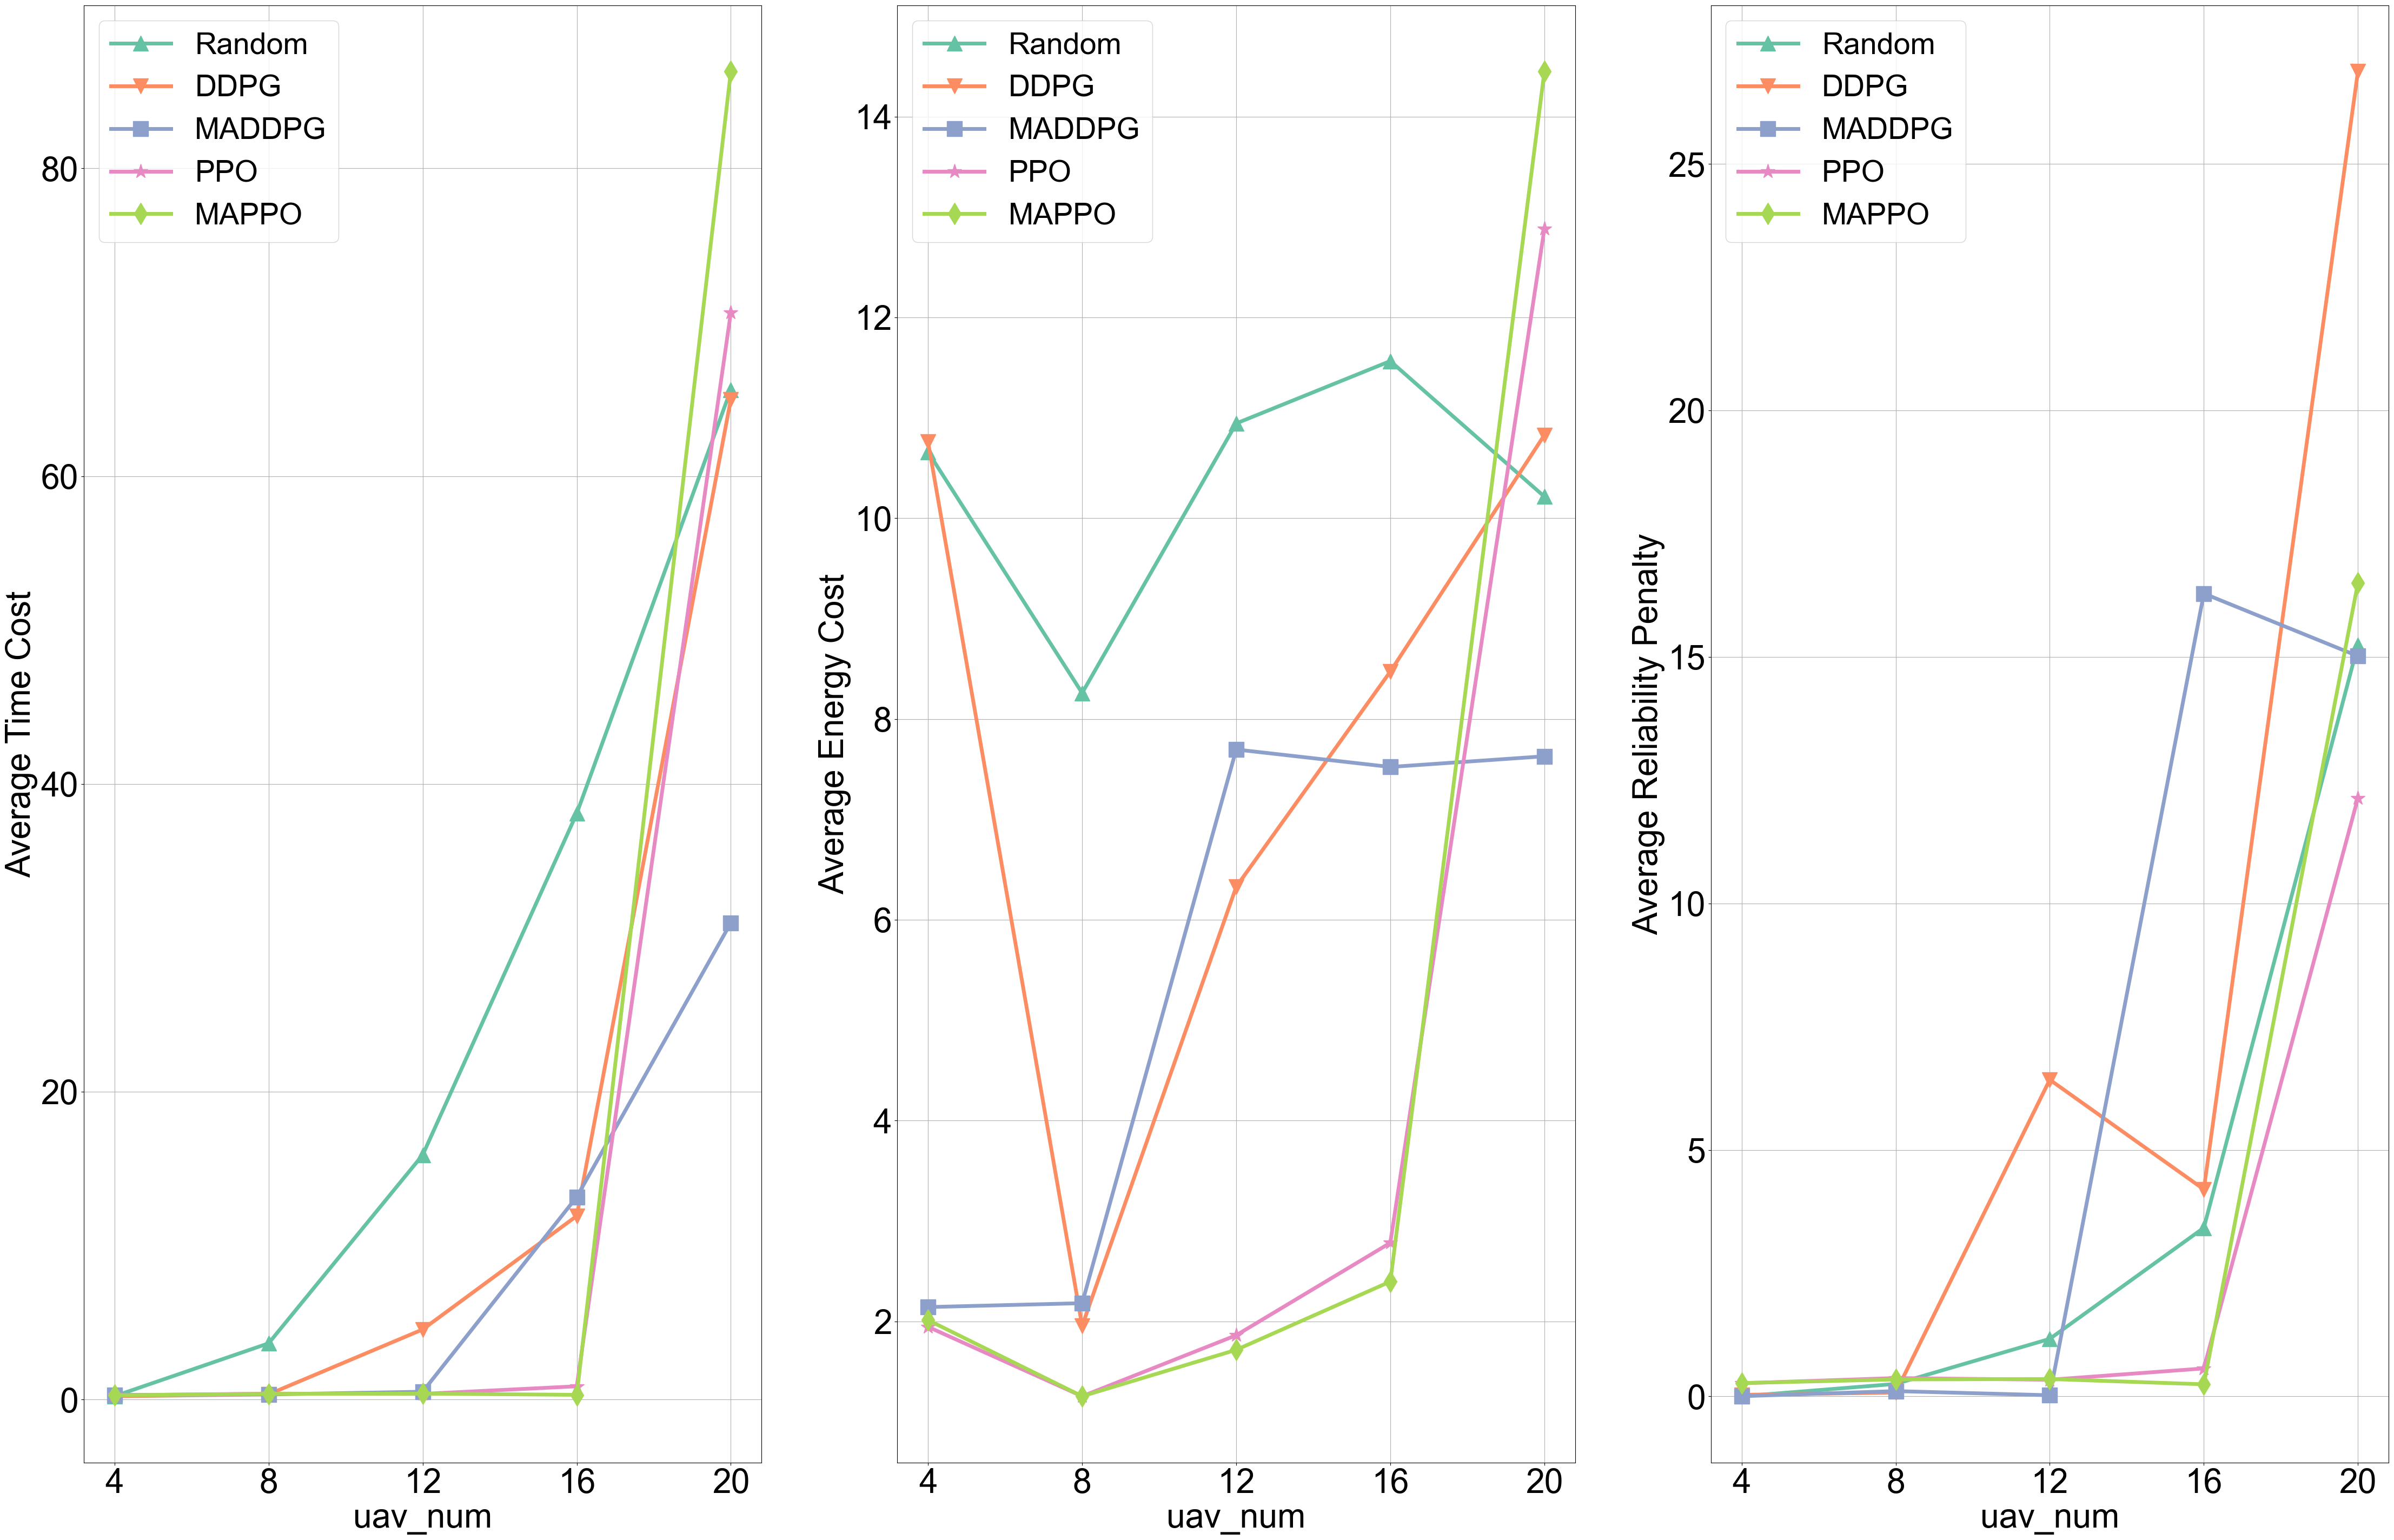 Average Time Cost
80
60
40
20
0
Random
DDPG
MADDPG
PPO
MAPPO
4 8 12 16 20
uav_num
Average Energy Cost
14
12
10
8
6
4
2
Random
DDPG
MADDPG
PPO
MAPPO
4 8 12 16 20
uav_num
Average Reliability Penalty
25
20
15
10
5
0
Random
DDPG
MADDPG
PPO
MAPPO
4 8 12 16 20
uav_num